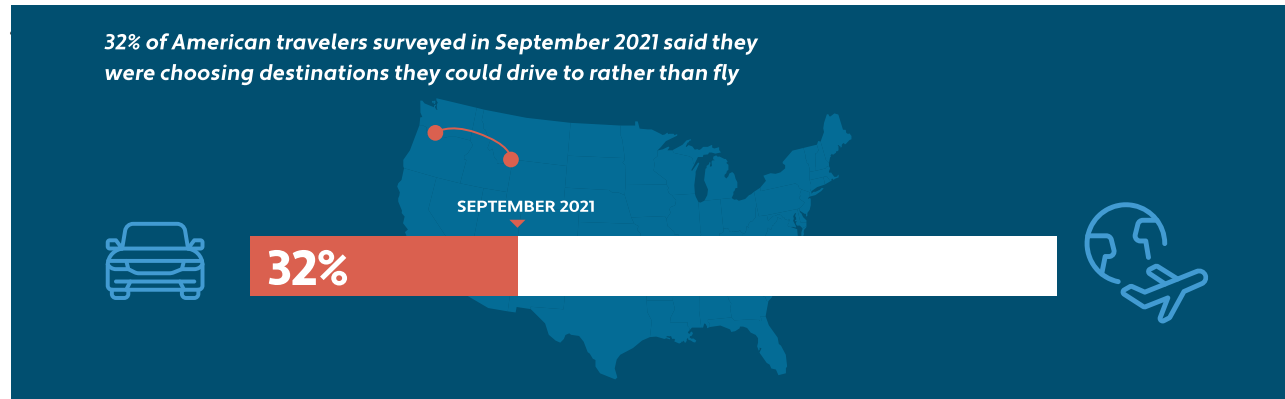 32% of American travelers surveyed in September 2021 said they
were choosing destinations they could drive to rather than fly
SEPTEMBER 2021
32%